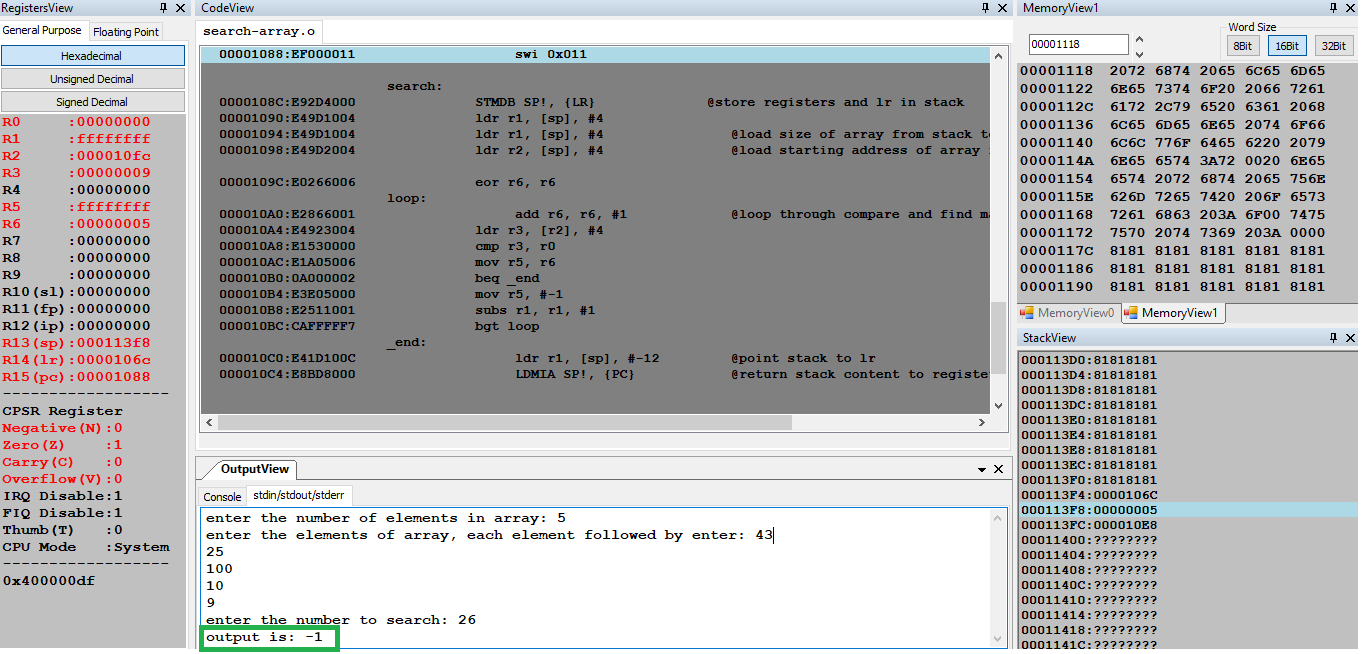 RegistersView
General Purpose Floating Point
Hexadecimal
Unsigned Decimal
Signed Decimal
R0 :00000000
R1 :ffffffff
R2 :000010fc
R3 :00000009
R4 :00000000
R5 :ffffffff
R6 :00000005
R7 :00000000
R8 :00000000
R9 :00000000
R10(sl):00000000
R11(fp):00000000
R12(ip):00000000
R13(sp):000113f8
R14(lr):0000106c
R15(pc):00001088
------------------
CPSR Register
Negative(N):0
Zero(Z) :1
Carry(C) :0
Overflow(V):0
IRQ Disable:1
FIQ Disable:1
Thumb(T) :0
CPU Mode :System
------------------
0x400000df
CodeView
search-array.o
00001088:EF000011 swi 0x011
search:
0000108C:E92D4000 STMDB SP!, {LR} @store registers and lr in stack
00001090:E49D1004 ldr r1, [sp], #4
00001094:E49D1004 ldr r1, [sp], #4 @load size of array from stack t
00001098:E49D2004 ldr r2, [sp], #4 @load starting address of array
0000109C:E0266006 eor r6, r6
loop:
000010A0:E2866001 add r6, r6, #1 @loop through compare and find m
000010A4:E4923004 ldr r3, [r2], #4
000010A8:E1530000 cmp r3, r0
000010AC:E1A05006 mov r5, r6
000010B0:0A000002 beq _end
000010B4:E3E05000 mov r5, #-1
000010B8:E2511001 subs r1, r1, #1
000010BC:CAFFFFF7 bgt loop
_end:
000010C0:E41D100C ldr r1, [sp], #-12 @point stack to lr
000010C4:E8BD8000 LDMIA SP!, {PC} @return stack content to registe
OutputView
Console stdin/stdout/stderr
enter the number of elements in array: 5
enter the elements of array, each element followed by enter: 43
25
100
10
9
enter the number to search: 26
output is: -1
MemoryView1
Word Size
00001118 8Bit 16Bit 32Bit
00001118 2072 6874 2065 6C65 6D65
00001122 6E65 7374 6F20 2066 7261
0000112C 6172 2C79 6520 6361 2068
00001136 6C65 6D65 6E65 2074 6F66
00001140 6C6C 776F 6465 6220 2079
0000114A 6E65 6574 3A72 0020 6E65
00001154 6574 2072 6874 2065 756E
0000115E 626D 7265 7420 206F 6573
00001168 7261 6863 203A 6F00 7475
00001172 7570 2074 7369 203A 0000
0000117C 8181 8181 8181 8181 8181
00001186 8181 8181 8181 8181 8181
00001190 8181 8181 8181 8181 8181
MemoryView0 MemoryView1
StackView
000113D0:81818181
000113D4:81818181
000113D8:81818181
000113DC:81818181
000113E0:81818181
000113E4:81818181
000113E8:81818181
000113EC:81818181
000113F0:81818181
000113F4:0000106C
000113F8:00000005
000113FC:000010E8
00011400:????????
00011404:????????
00011408:????????
0001140C:????????
00011410:????????
00011414:????????
00011418:????????
0001141C:????????